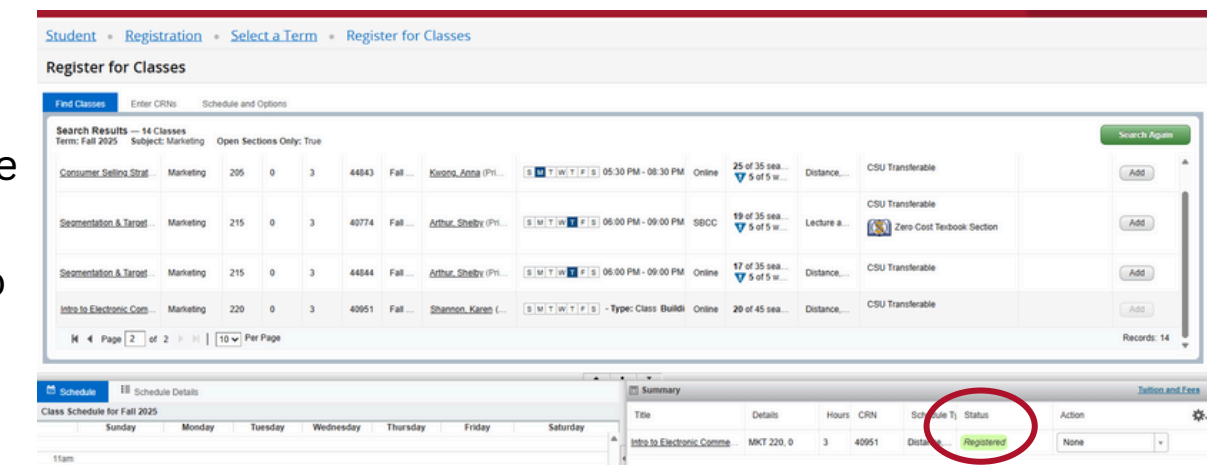 Student • Registration • Select a Term • Register for Classes
Register for Classes
Find Classes Enter CRNs Schedule and Options
Search Results — 14 Classes
Term: Fall 2025 Subject: Marketing Open Sections Only: True
Search Again
e
Consumer Selling Strat... Marketing 205 0 3 44843 Fall ... Kwong, Anna (Pri... S M T W T F S 05:30 PM - 08:30 PM Online 25 of 35 sea... Distance,... CSU Transferable Add
5 of 5 w...
Segmentation & Target... Marketing 215 0 3 40774 Fall ... Arthur, Shelby (Pri... S M T W T F S 06:00 PM - 09:00 PM SBCC 19 of 35 sea... Lecture a... CSU Transferable Add
5 of 5 w... Zero Cost Texbook Section
o
Segmentation & Target... Marketing 215 0 3 44844 Fall ... Arthur, Shelby (Pri... S M T W T F S 06:00 PM - 09:00 PM Online 17 of 35 sea... Distance,... CSU Transferable Add
5 of 5 w...
Intro to Electronic Com... Marketing 220 0 3 40951 Fall ... Shannon, Karen (... S M T W T F S - Type: Class Buildi Online 20 of 45 sea... Distance,... CSU Transferable Add
Page 2 of 2 10 Per Page Records: 14
Schedule Schedule Details
Class Schedule for Fall 2025
Sunday Monday Tuesday Wednesday Thursday Friday Saturday
11am
Summary Tuition and Fees
Title Details Hours CRN Schedule Ty Status Action
Intro to Electronic Comme... MKT 220, 0 3 40951 Distance,... Registered None